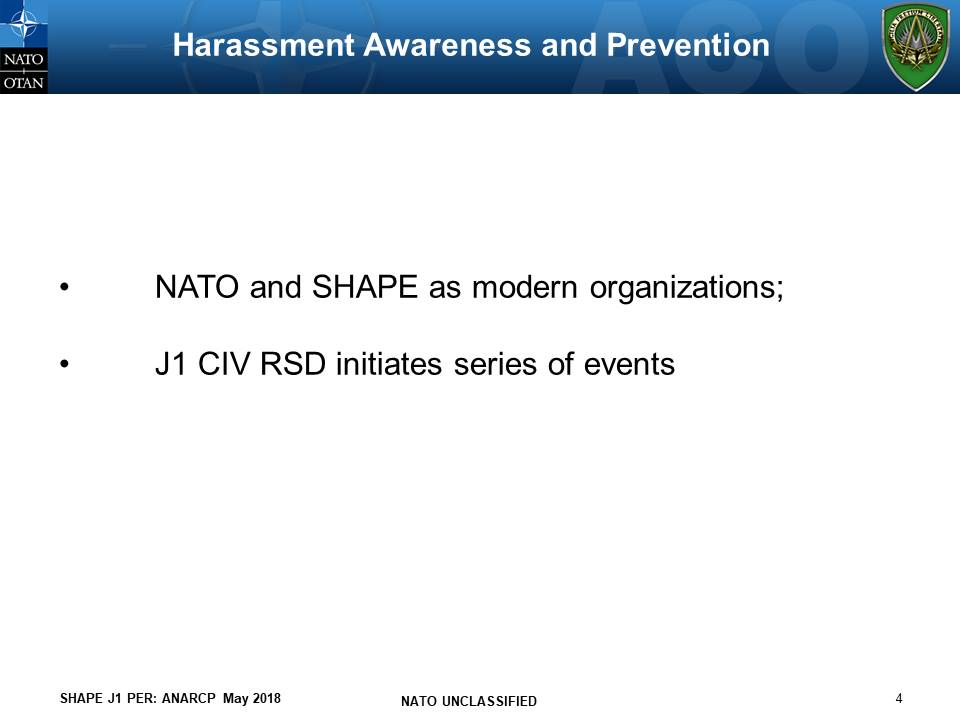 NATO
OTAN
Harassment Awareness and Prevention
ACO
• NATO and SHAPE as modern organizations;
• J1 CIV RSD initiates series of events
SHAPE J1 PER: ANARCP May 2018
NATO UNCLASSIFIED
4